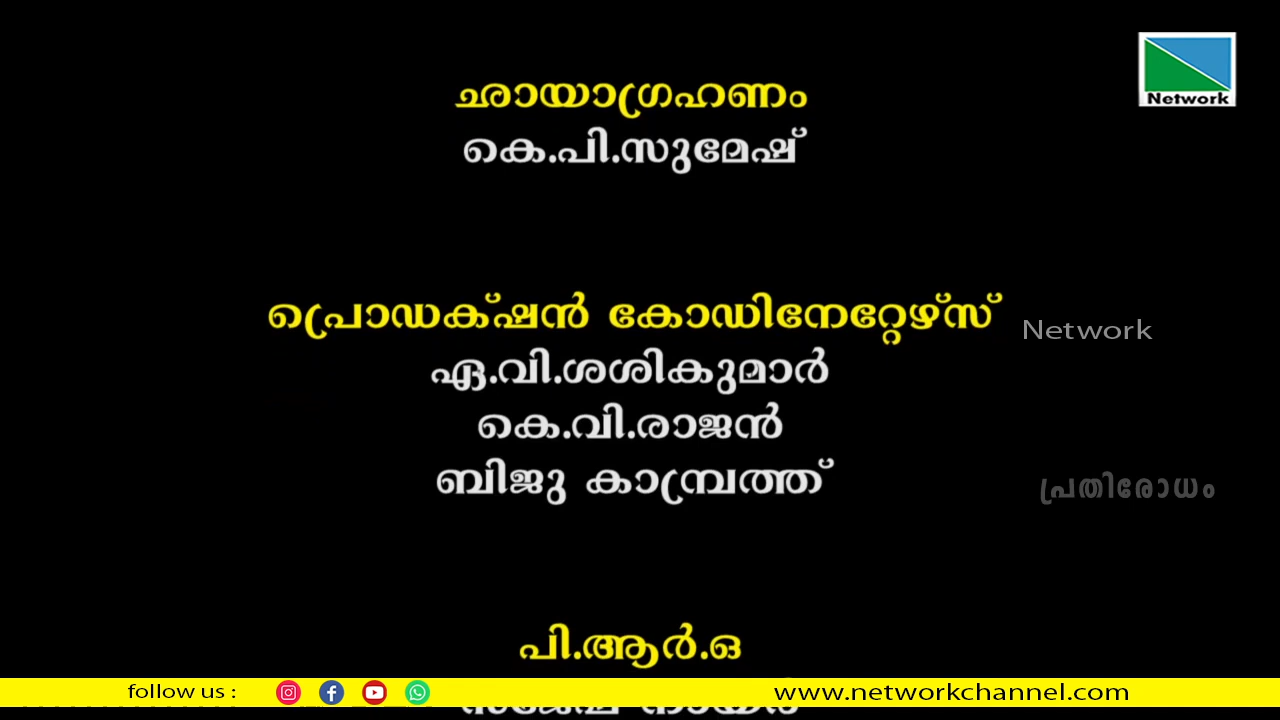 Network
ഛായാഗ്രഹണം
കെ.പി.സുമേഷ്
പ്രൊഡക്ഷൻ കോഡിനേറ്റേഴ്സ്
Network
ഏ.വി.ശശികുമാർ
കെ.വി.രാജൻ
ബിജു കാമ്പ്രത്ത്
പ്രതിരോധം
പി.ആർ.ഒ
follow us :
www.networkchannel.com